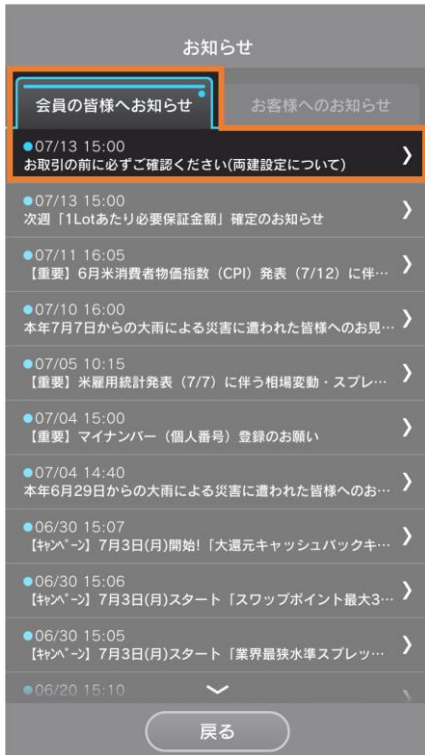 お知らせ
会員の皆様へお知らせ
お客様へのお知らせ
07/13 15:00
お取引の前に必ずご確認ください(両建設定について)
07/13 15:00
次週「1Lotあたり必要保証金額」確定のお知らせ
07/11 16:05
【重要】6月米消費者物価指数（CPI）発表（7/12）に伴…
07/10 16:00
本年7月7日からの大雨による災害に遭われた皆様へのお見…
07/05 10:15
【重要】米雇用統計発表（7/7）に伴う相場変動・スプレ…
07/04 15:00
【重要】マイナンバー（個人番号）登録のお願い
07/04 14:40
本年6月29日からの大雨による災害に遭われた皆様へのお…
06/30 15:07
【ｷｬﾝﾍﾟｰﾝ】7月3日(月)開始!「大還元キャッシュバックキ…
06/30 15:06
【ｷｬﾝﾍﾟｰﾝ】7月3日(月)スタート「スワップポイント最大3…
06/30 15:05
【ｷｬﾝﾍﾟｰﾝ】7月3日(月)スタート「業界最狭水準スプレッ…
06/20 15:10
戻る